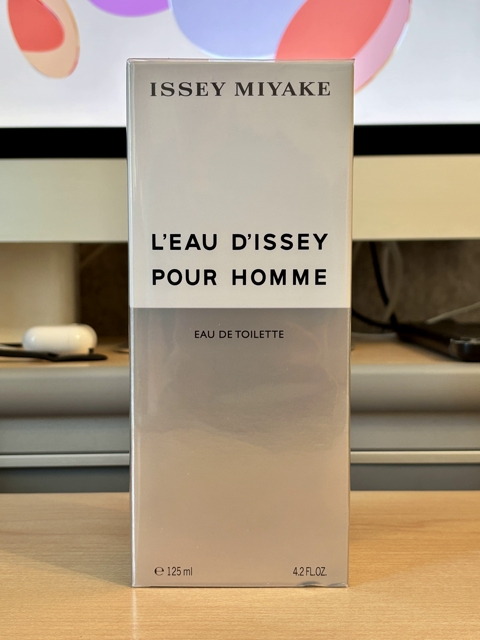 ISSEY MIYAKE
L'EAU D'ISSEY
POUR HOMME
EAU DE TOILETTE
℮ 125 ml 4.2 FL.OZ.